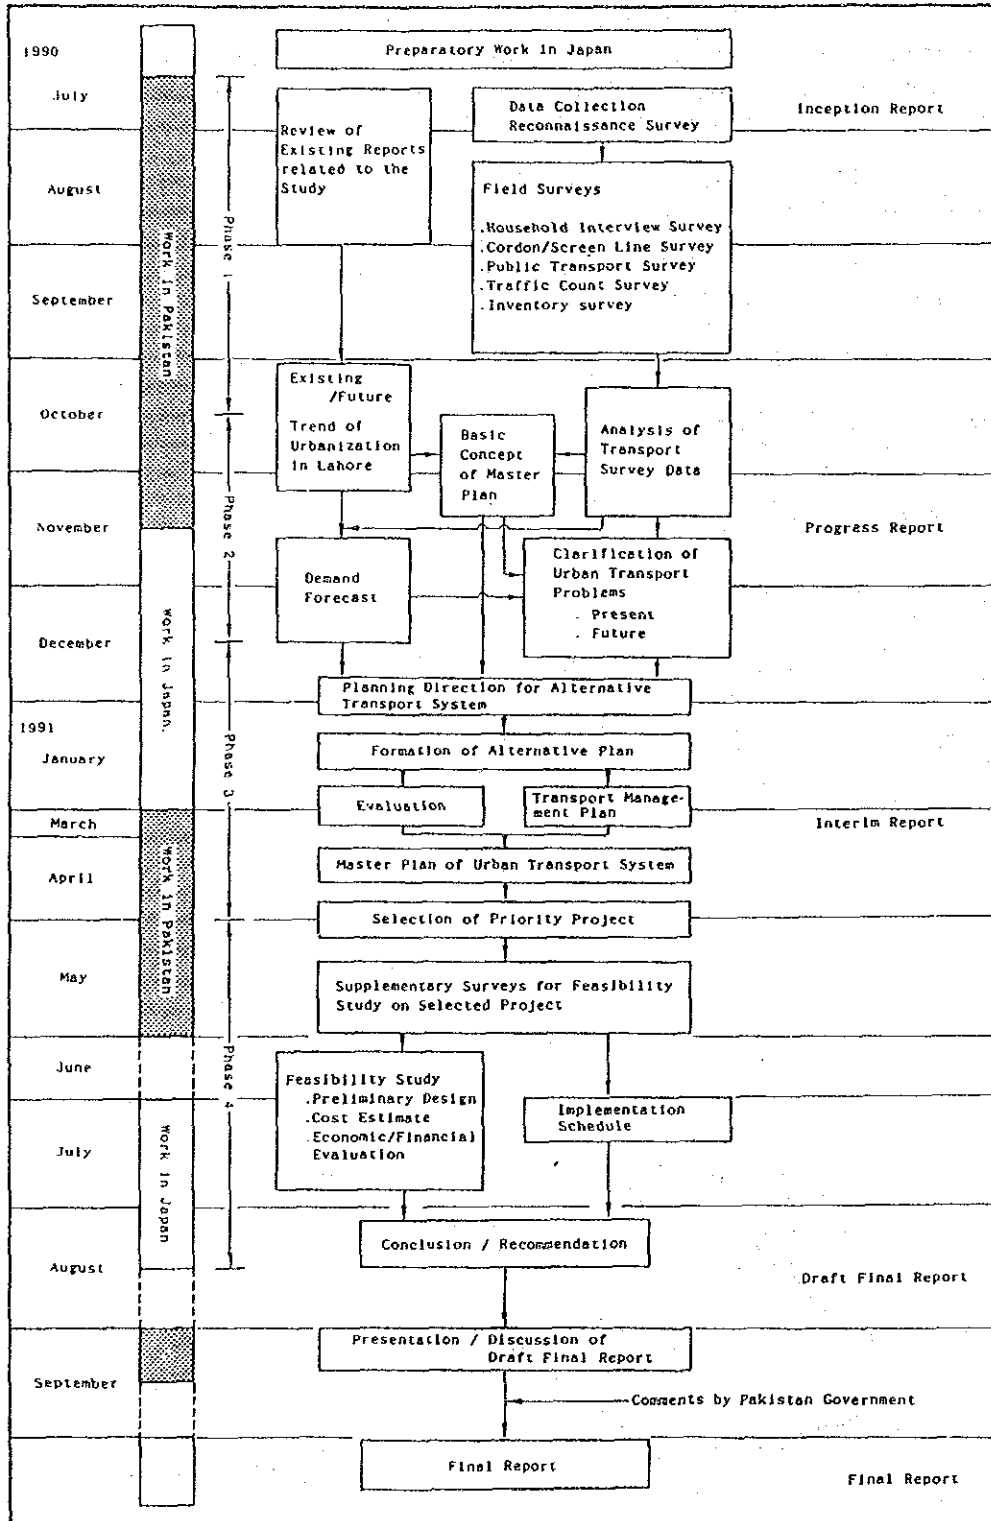 1990
Preparatory Work in Japan
July
Data Collection
Reconnaissance Survey
Inception Report
Review of
Existing Reports
related to the
Study
August
Field Surveys
.Household Interview Survey
.Cordon/Screen Line Survey
.Public Transport Survey
.Traffic Count Survey
.Inventory survey
Phase 1
Work in Pakistan
September
October
Existing
/Future
Trend of
Urbanization
in Lahore
Basic
Concept
of Master
Plan
Analysis of
Transport
Survey Data
November
Progress Report
Phase 2
Demand
Forecast
Clarification of
Urban Transport
Problems
. Present
. Future
December
Work in Japan.
Planning Direction for Alternative
Transport System
1991
January
Formation of Alternative Plan
Phase 3
Evaluation
Transport Manage-
ment Plan
March
Interim Report
April
Master Plan of Urban Transport System
Work in Pakistan
Selection of Priority Project
May
Supplementary Surveys for Feasibility
Study on Selected Project
June
Phase 4
Feasibility Study
.Preliminary Design
.Cost Estimate
.Economic/Financial
Evaluation
Implementation
Schedule
July
Work in Japan
August
Conclusion / Recommendation
Draft Final Report
Presentation / Discussion of
Draft Final Report
September
Comments by Pakistan Government
Final Report
Final Report